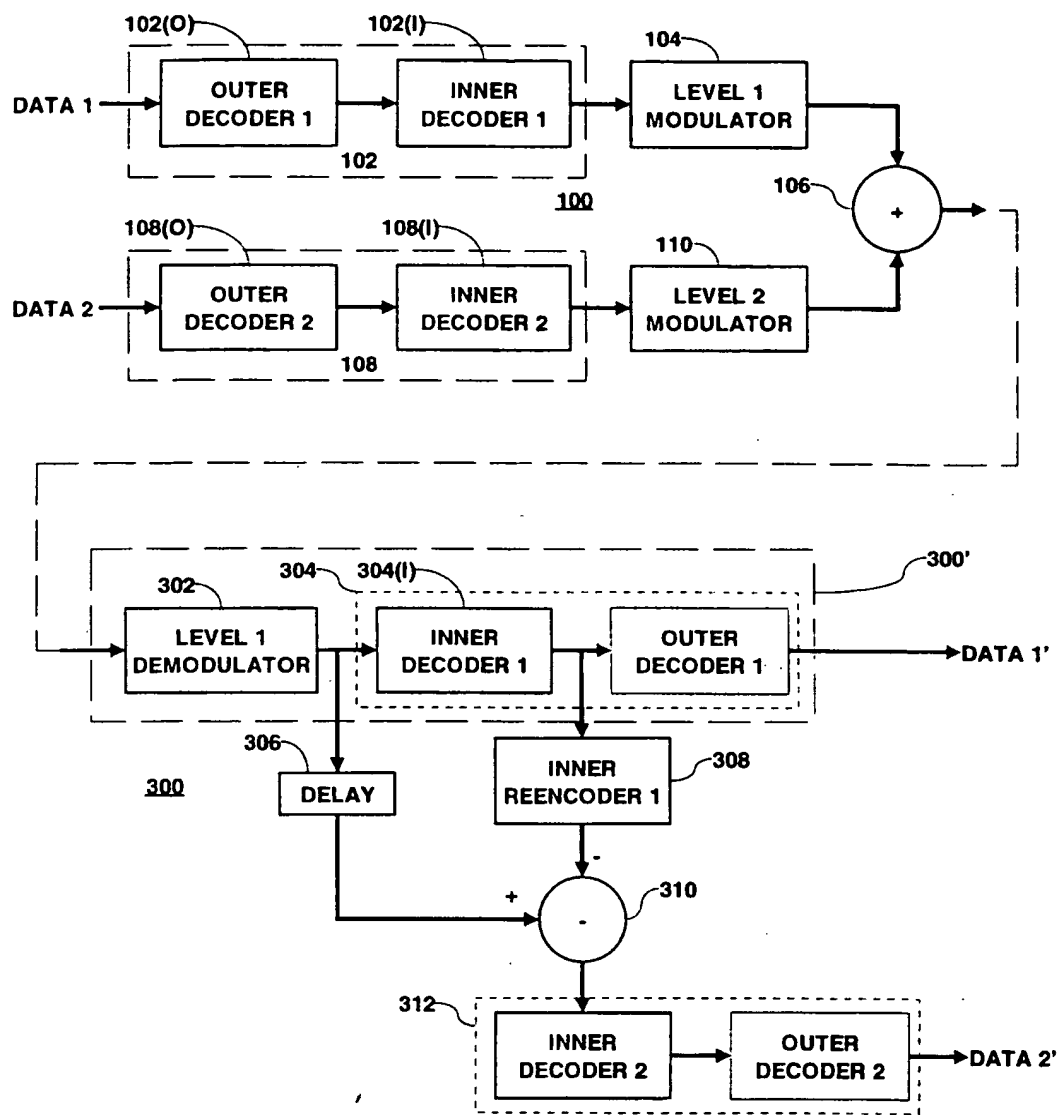 102(O)
102(I)
104
DATA 1
OUTER
DECODER 1
INNER
DECODER 1
LEVEL 1
MODULATOR
102
100
106
+
108(O)
108(I)
110
DATA 2
OUTER
DECODER 2
INNER
DECODER 2
LEVEL 2
MODULATOR
108
302
304
304(I)
300'
LEVEL 1
DEMODULATOR
INNER
DECODER 1
OUTER
DECODER 1
DATA 1'
306
300
DELAY
INNER
REENCODER 1
308
-
+
-
310
312
INNER
DECODER 2
OUTER
DECODER 2
DATA 2'